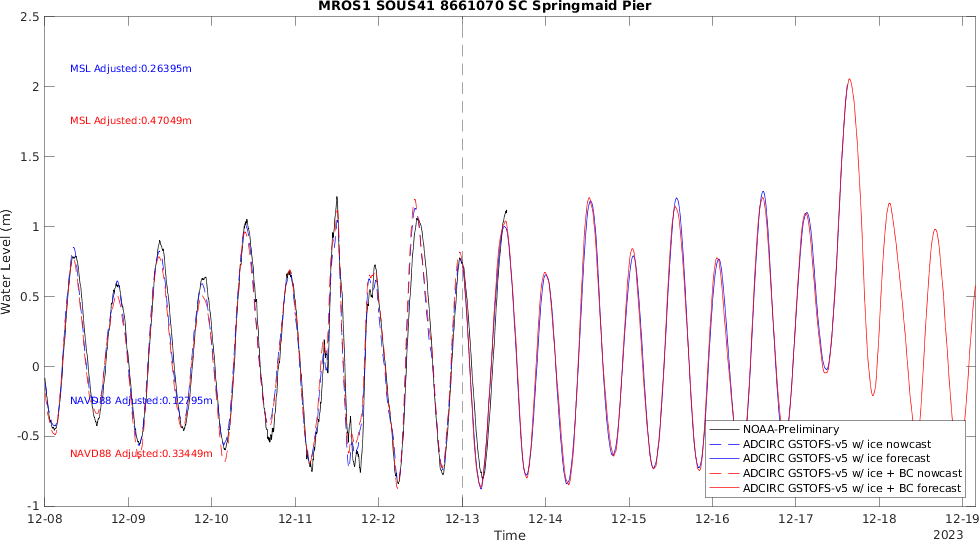 MROS1 SOUS41 8661070 SC Springmaid Pier
2.5
MSL Adjusted:0.26395m
2
MSL Adjusted:0.47049m
1.5
1
Water Level (m)
0.5
0
NAVD88 Adjusted:0.12795m
-0.5
NAVD88 Adjusted:0.33449m
NOAA-Preliminary
ADCIRC GSTOFS-v5 w/ ice nowcast
ADCIRC GSTOFS-v5 w/ ice forecast
ADCIRC GSTOFS-v5 w/ ice + BC nowcast
ADCIRC GSTOFS-v5 w/ ice + BC forecast
-1
12-08 12-09 12-10 12-11 12-12 12-13 12-14 12-15 12-16 12-17 12-18 12-19
Time
2023